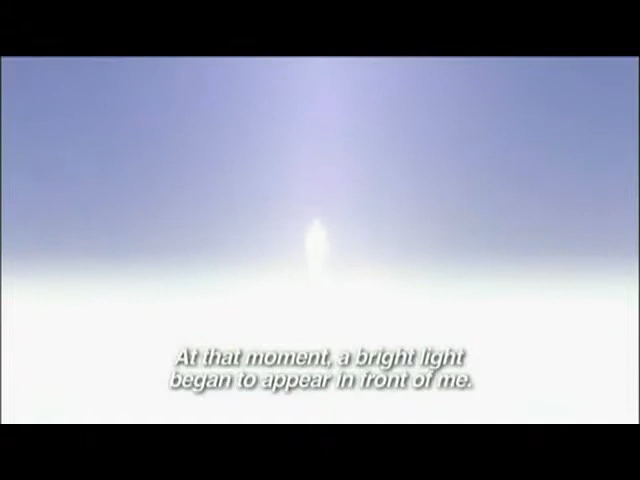 At that moment, a bright light
began to appear in front of me.